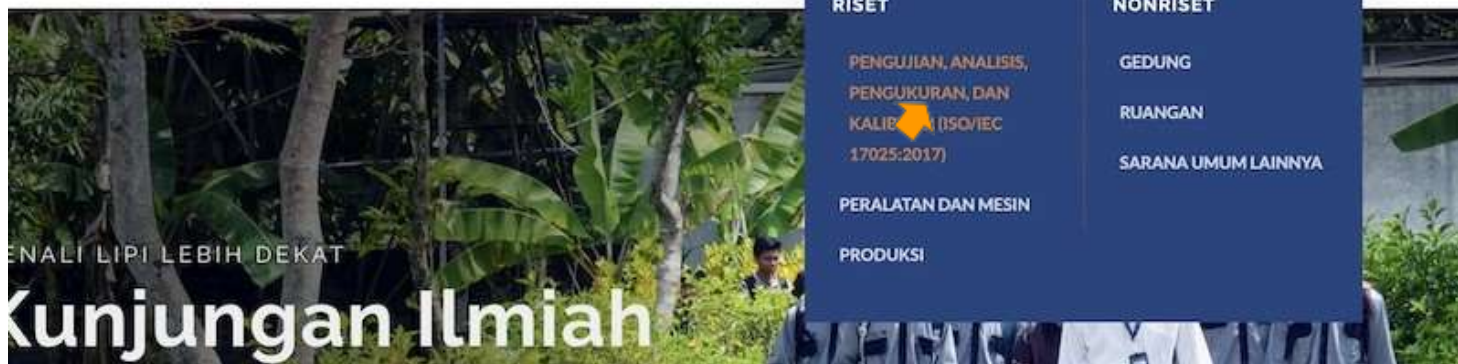 RISET
PENGUJIAN, ANALISIS,
PENGUKURAN, DAN
(ISO/IEC
17025:2017)
PERALATAN DAN MESIN
PRODUKSI
NONRISET
GEDUNG
RUANGAN
SARANA UMUM LAINNYA
LIPI LEBIH DEKAT
Kunjungan Ilmiah